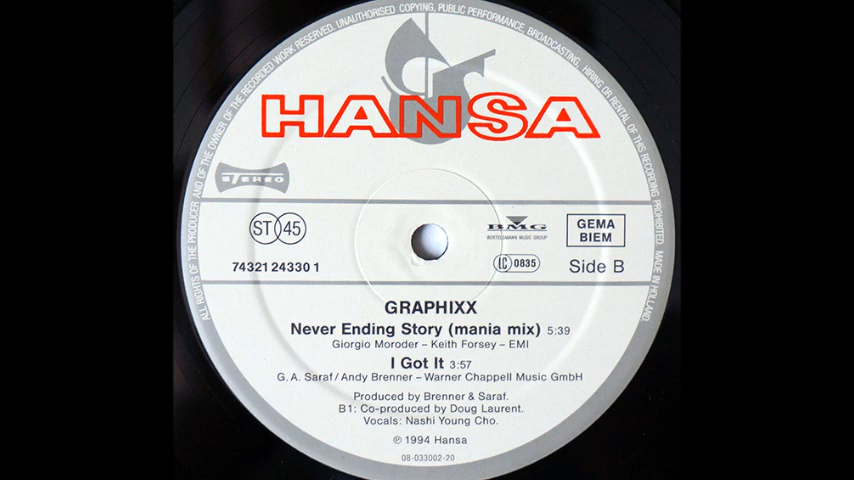 ALL RIGHTS OF THE PRODUCER AND OF THE OWNER OF THE RECORDED WORK RESERVED. UNAUTHORISED COPYING, PUBLIC PERFORMANCE, BROADCASTING, HIRING OR RENTAL OF THIS RECORDING PROHIBITED. MADE IN HOLLAND.
HANSA
STEREO
ST 45
BMG
BERTELSMANN MUSIC GROUP
GEMA
BIEM
LC 0835
74321 24330 1
Side B
GRAPHIXX
Never Ending Story (mania mix) 5:39
Giorgio Moroder – Keith Forsey – EMI
I Got It 3:57
G. A. Saraf / Andy Brenner – Warner Chappell Music GmbH
Produced by Brenner & Saraf.
B1: Co-produced by Doug Laurent.
Vocals: Nashi Young Cho.
℗ 1994 Hansa
08-033002-20